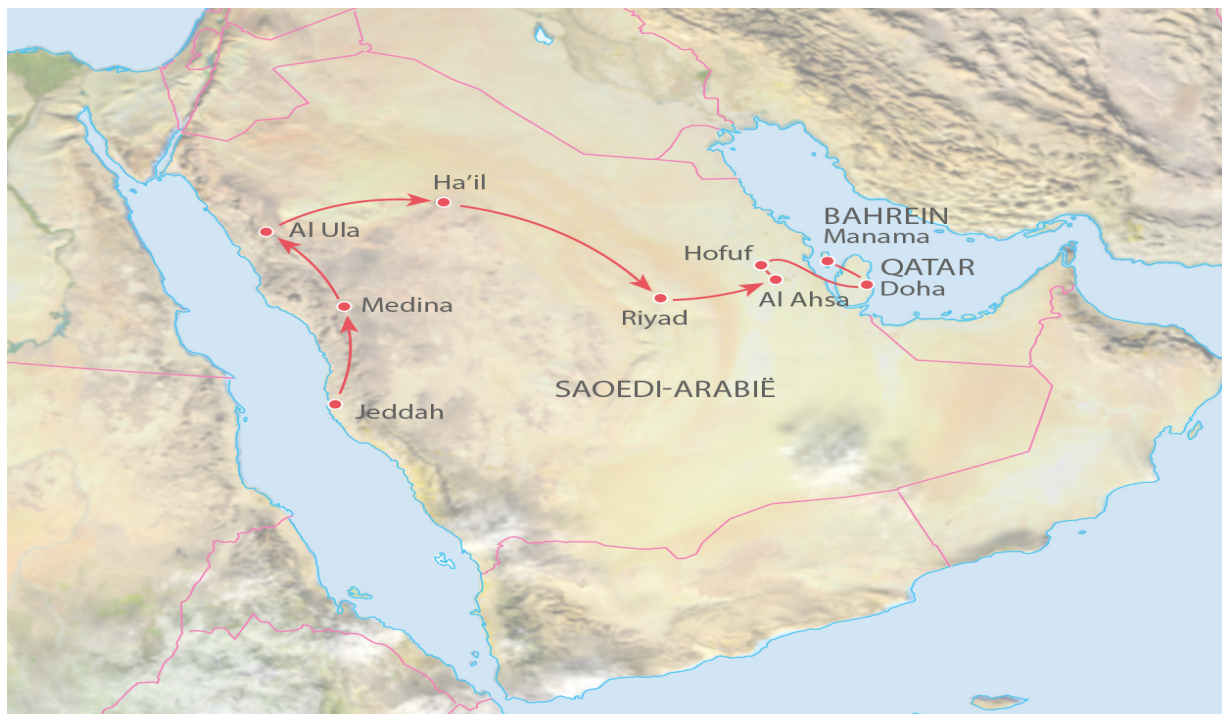 Ha'il
BAHREIN
Manama
Al Ula
Hofuf
QATAR
Doha
Medina
Al Ahsa
Riyad
SAOEDI-ARABIË
Jeddah